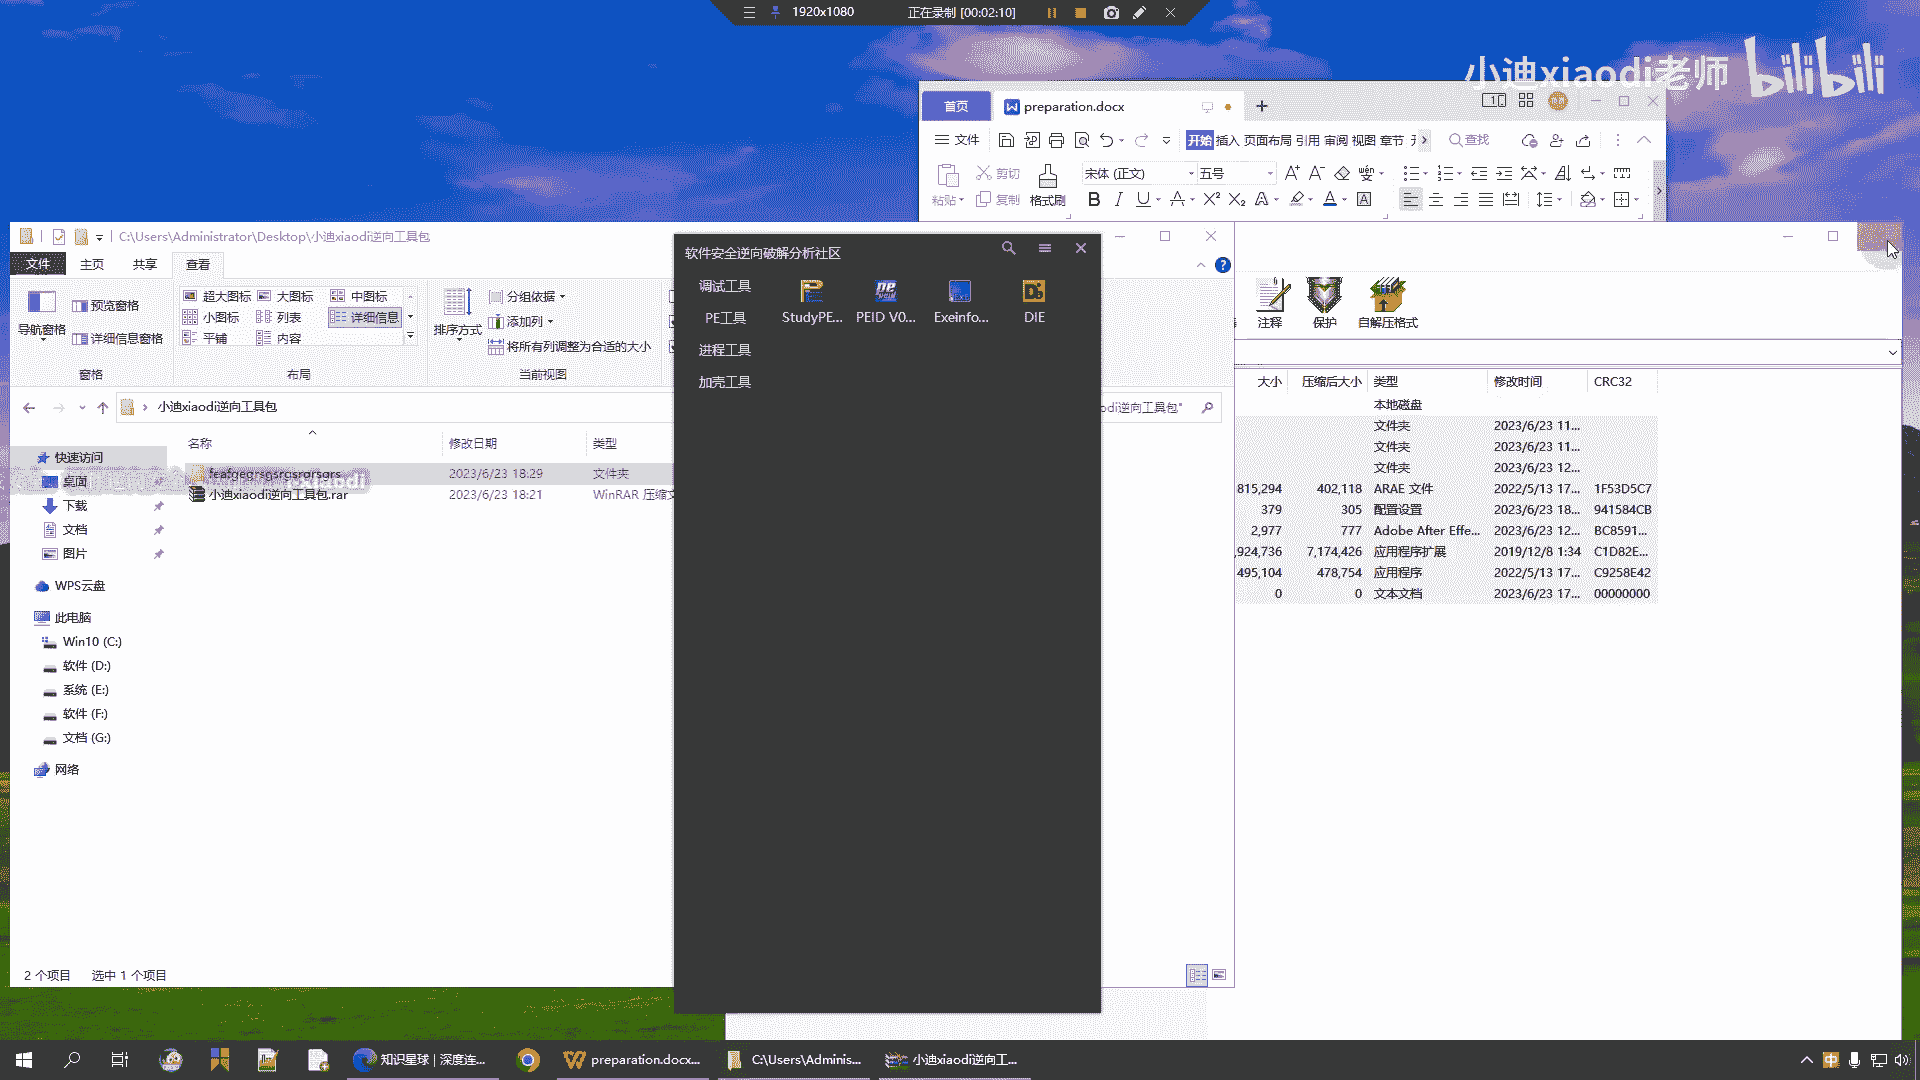 1920x1080 正在录制 [00:02:10]
小迪xiaodi老师 bilibili
首页 preparation.docx
文件 开始 插入 页面布局 引用 审阅 视图 章节 查找
粘贴 剪切 复制 格式刷 宋体 (正文) 五号
C:\Users\Administrator\Desktop\小迪xiaodi逆向工具包
文件 主页 共享 查看
导航窗格 预览窗格 详细信息窗格
超大图标 大图标 中图标
小图标 列表 详细信息
平铺 内容
排序方式 分组依据
添加列
将所有列调整为合适的大小
窗格 布局 当前视图
小迪xiaodi逆向工具包
odi逆向工具包"
名称 修改日期 类型
2023/6/23 18:29 文件夹
小迪xiaodi逆向工具包.rar 2023/6/23 18:21 WinRAR 压缩文
快速访问
桌面
下载
文档
图片
WPS云盘
此电脑
Win10 (C:)
软件 (D:)
系统 (E:)
软件 (F:)
文档 (G:)
网络
2 个项目 选中 1 个项目
软件安全逆向破解分析社区
调试工具
PE工具
进程工具
加壳工具
StudyPE... PEID V0... Exeinfo... DIE
注释 保护 自解压格式
大小 压缩后大小 类型 修改时间 CRC32
本地磁盘
文件夹 2023/6/23 11...
文件夹 2023/6/23 11...
文件夹 2023/6/23 12...
815,294 402,118 ARAE 文件 2022/5/13 17... 1F53D5C7
379 305 配置设置 2023/6/23 18... 941584CB
2,977 777 Adobe After Effe... 2023/6/23 12... BC8591...
,924,736 7,174,426 应用程序扩展 2019/12/8 1:34 C1D82E...
495,104 478,754 应用程序 2022/5/13 17... C9258E42
0 0 文本文档 2023/6/23 17... 00000000
知识星球 | 深度连... preparation.docx... C:\Users\Adminis... 小迪xiaodi逆向工... 中